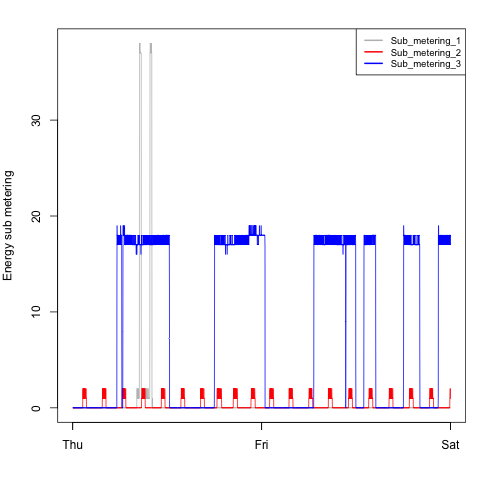 Sub_metering_1
Sub_metering_2
Sub_metering_3
Energy sub metering
30
20
10
0
Thu Fri Sat